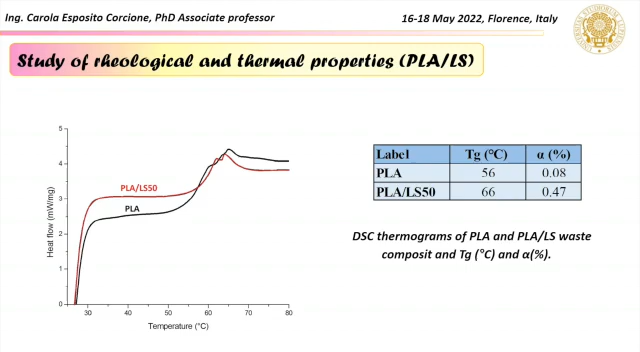 Ing. Carola Esposito Corcione, PhD Associate professor
16-18 May 2022, Florence, Italy
Study of rheological and thermal properties (PLA/LS)
5
4
3
2
1
0
Heat flow (mW/mg)
PLA/LS50
PLA
30 40 50 60 70 80
Temperature (°C)
Label Tg (°C) α (%)
PLA 56 0,08
PLA/LS50 66 0,47
DSC thermograms of PLA and PLA/LS waste
composit and Tg (°C) and α(%).